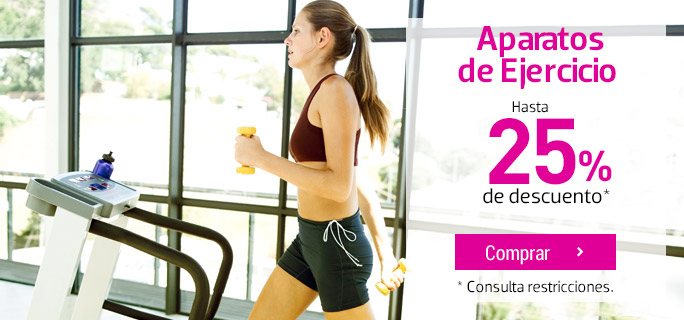 Aparatos
de Ejercicio
Hasta
25%
de descuento*
Comprar >
* Consulta restricciones.